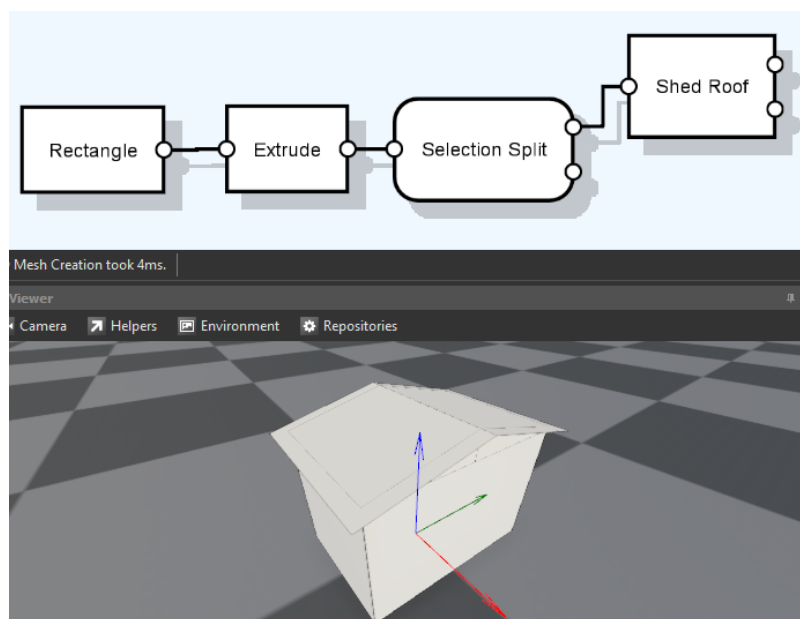 Rectangle
Extrude
Selection Split
Shed Roof
Mesh Creation took 4ms.
Viewer
Camera Helpers Environment Repositories